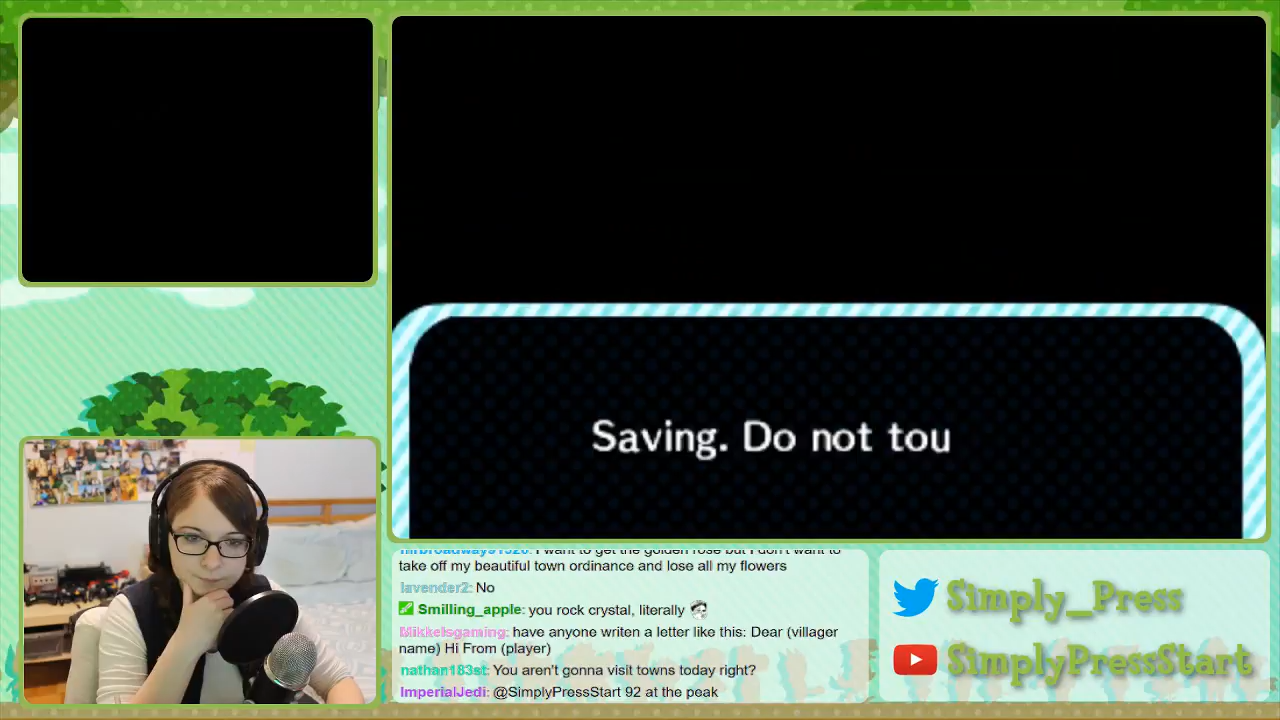 Saving. Do not tou
mrbroadway91320: I want to get the golden rose but I don't want to
take off my beautiful town ordinance and lose all my flowers
lavender2: No
Smilling_apple: you rock crystal, literally
Mikkelsgaming: have anyone writen a letter like this: Dear (villager
name) Hi From (player)
nathan183st: You aren't gonna visit towns today right?
ImperialJedi: @SimplyPressStart 92 at the peak
Simply_Press
SimplyPressStart